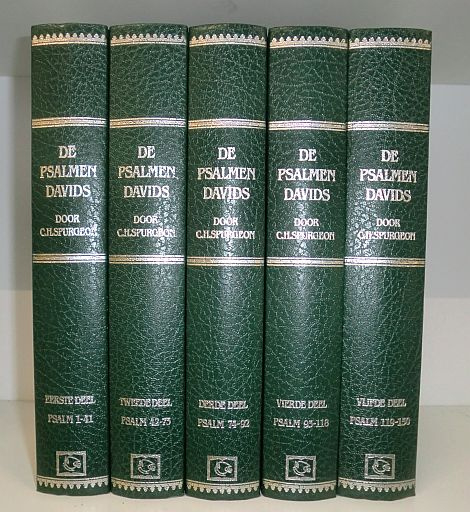 DE
PSALMEN
DAVIDS
DOOR
C.H.SPURGEON
EERSTE DEEL
PSALM 1-41
DE
PSALMEN
DAVIDS
DOOR
C.H.SPURGEON
TWEEDE DEEL
PSALM 42-73
DE
PSALMEN
DAVIDS
DOOR
C.H.SPURGEON
DERDE DEEL
PSALM 74-92
DE
PSALMEN
DAVIDS
DOOR
C.H.SPURGEON
VIERDE DEEL
PSALM 93-118
DE
PSALMEN
DAVIDS
DOOR
C.H.SPURGEON
VIJFDE DEEL
PSALM 119-150